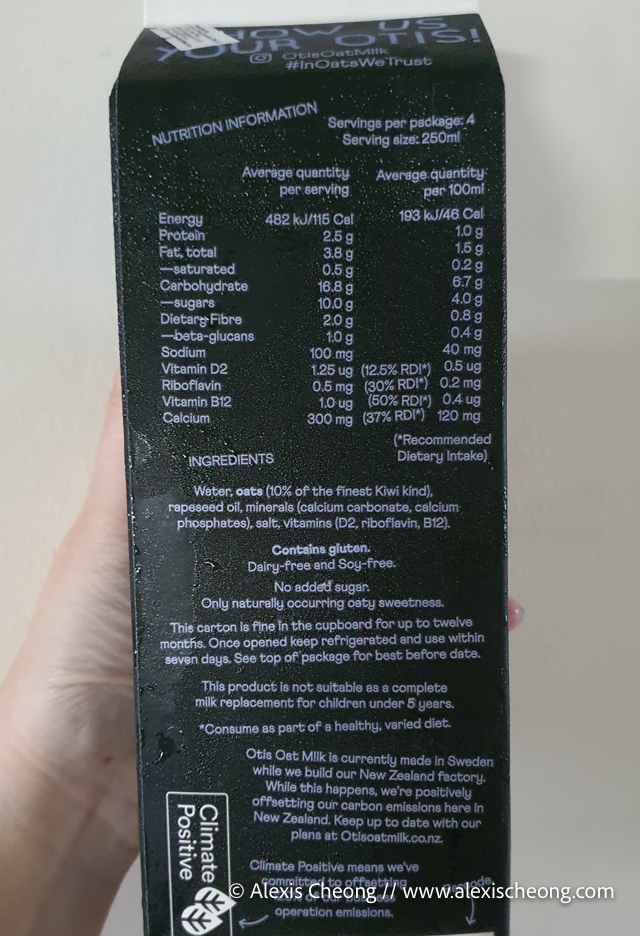 SHOW US
YOUR OTIS!
OtisOatMilk
#InOatsWeTrust
NUTRITION INFORMATION
Servings per package: 4
Serving size: 250ml
Average quantity per serving Average quantity per 100ml
Energy 482 kJ/115 Cal 193 kJ/46 Cal
Protein 2.5 g 1.0 g
Fat, total 3.8 g 1.5 g
—saturated 0.5 g 0.2 g
Carbohydrate 16.8 g 6.7 g
—sugars 10.0 g 4.0 g
Dietary Fibre 2.0 g 0.8 g
—beta-glucans 1.0 g 0.4 g
Sodium 100 mg 40 mg
Vitamin D2 1.25 ug (12.5% RDI*) 0.5 ug
Riboflavin 0.5 mg (30% RDI*) 0.2 mg
Vitamin B12 1.0 ug (50% RDI*) 0.4 ug
Calcium 300 mg (37% RDI*) 120 mg
(*Recommended
Dietary Intake)
INGREDIENTS
Water, oats (10% of the finest Kiwi kind),
rapeseed oil, minerals (calcium carbonate, calcium
phosphates), salt, vitamins (D2, riboflavin, B12).
Contains gluten.
Dairy-free and Soy-free.
No added sugar.
Only naturally occurring oaty sweetness.
This carton is fine in the cupboard for up to twelve
months. Once opened keep refrigerated and use within
seven days. See top of package for best before date.
This product is not suitable as a complete
milk replacement for children under 5 years.
*Consume as part of a healthy, varied diet.
Otis Oat Milk is currently made in Sweden
while we build our New Zealand factory.
While this happens, we're positively
offsetting our carbon emissions here in
New Zealand. Keep up to date with our
plans at Otisoatmilk.co.nz.
Climate
Positive
Climate Positive means we've
committed to offsetting
of our business
operation emissions.
© Alexis Cheong // www.alexischeong.com